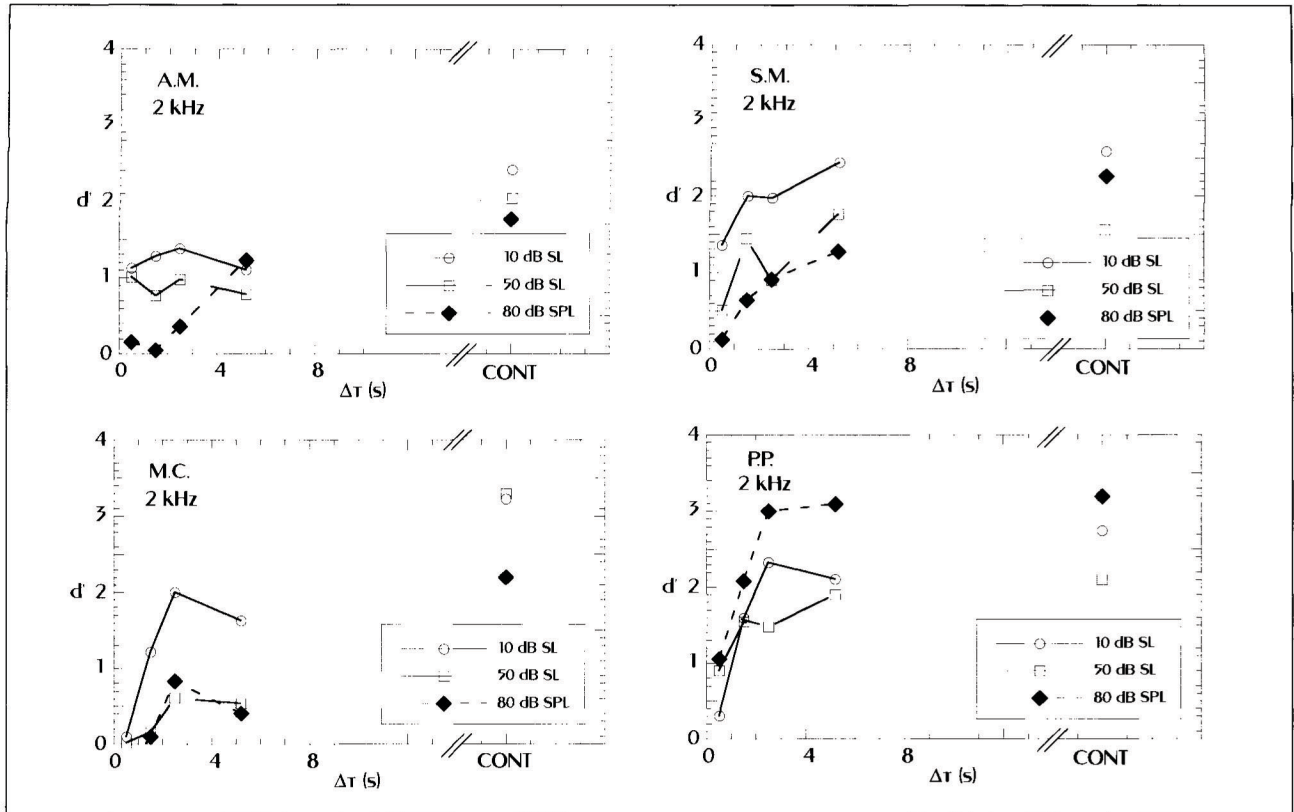 A.M.
2 kHz
4
3
d' 2
1
0
0 4 8 CONT
Δτ (s)
10 dB SL
50 dB SL
80 dB SPL
S.M.
2 kHz
4
3
d' 2
1
0
0 4 8 CONT
Δτ (s)
10 dB SL
50 dB SL
80 dB SPL
M.C.
2 kHz
4
3
d' 2
1
0
0 4 8 CONT
Δτ (s)
10 dB SL
50 dB SL
80 dB SPL
P.P.
2 kHz
4
3
d' 2
1
0
0 4 8 CONT
Δτ (s)
10 dB SL
50 dB SL
80 dB SPL